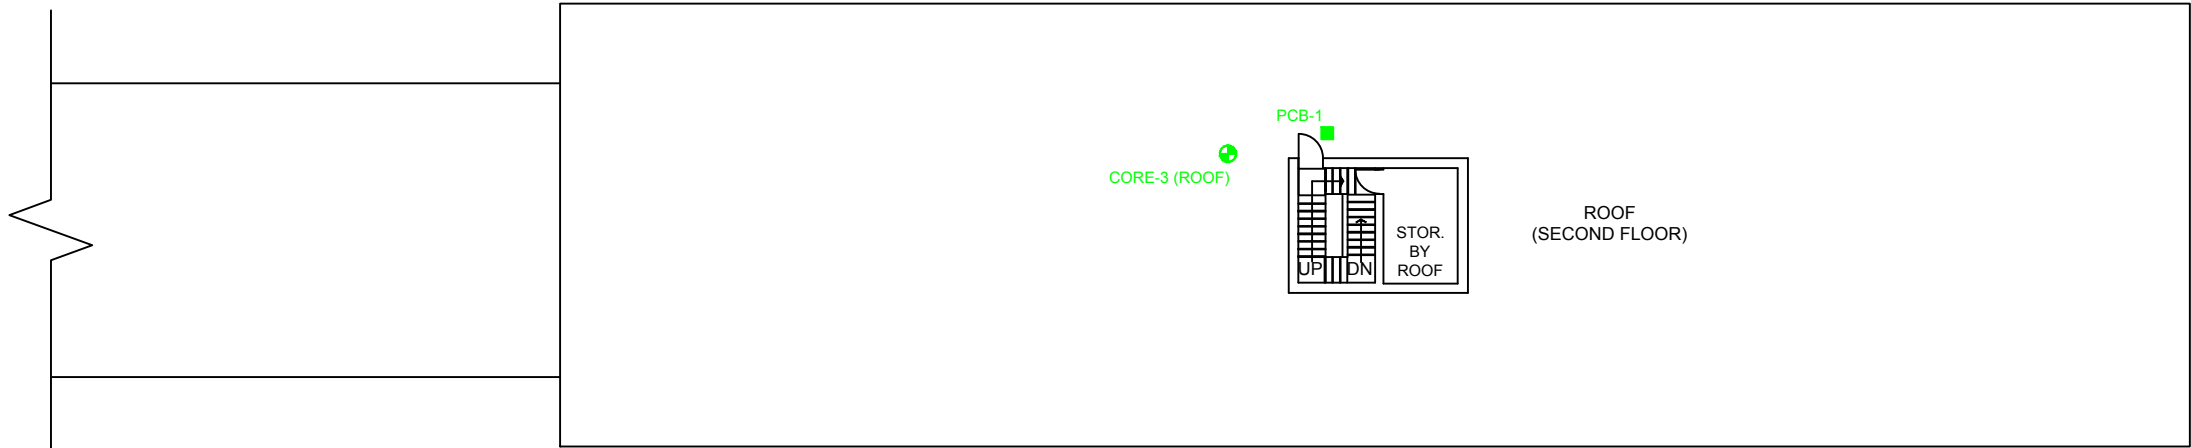 PCB-1
CORE-3 (ROOF)
ROOF
(SECOND FLOOR)
STOR.
BY
ROOF
UP
DN